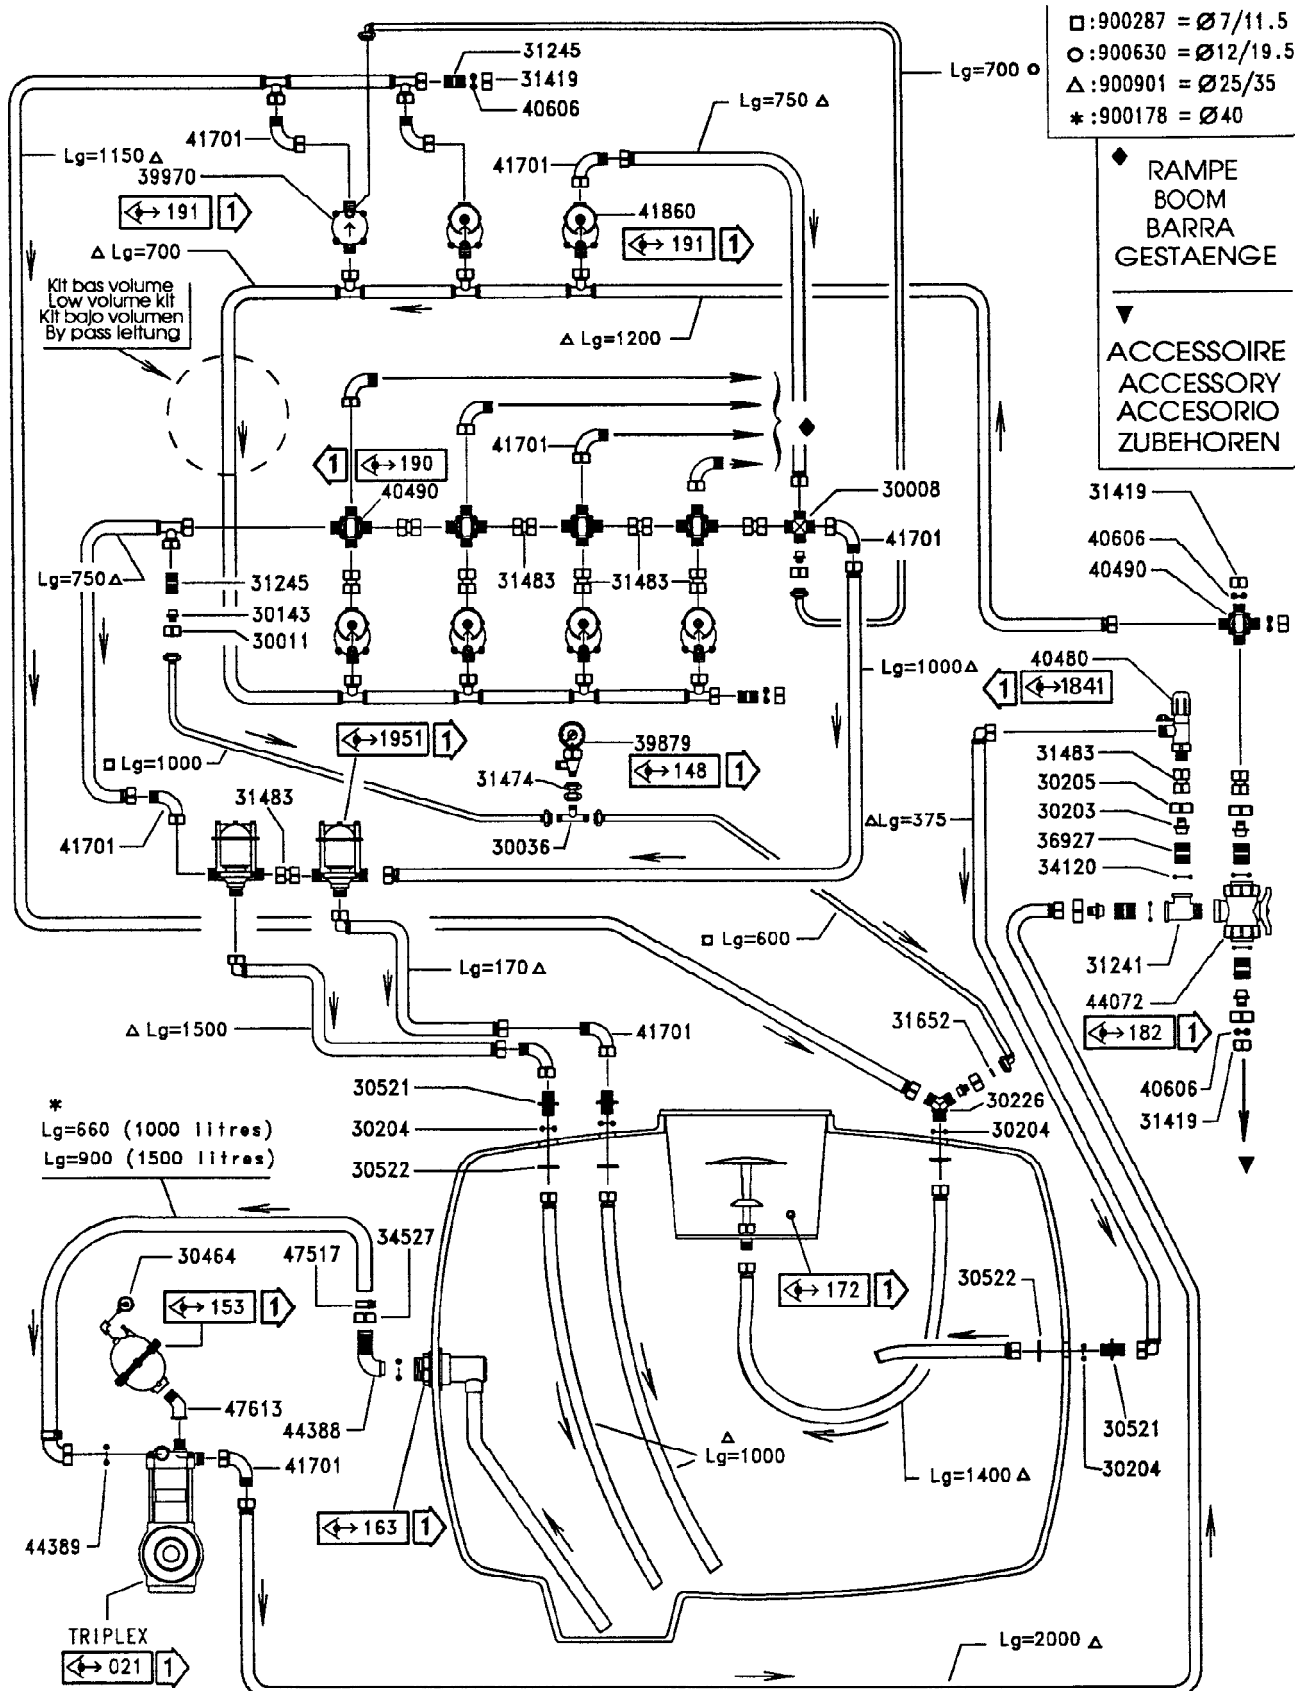 □:900287 = Ø7/11.5
○:900630 = Ø12/19.5
△:900901 = Ø25/35
*:900178 = Ø40
◆ RAMPE
BOOM
BARRA
GESTAENGE
▼
ACCESSOIRE
ACCESSORY
ACCESORIO
ZUBEHOREN
31245
31419
40606
Lg=700 ○
Lg=750 △
41701
Lg=1150 △
39970
191 1
41701
41860
191 1
△ Lg=700
Kit bas volume
Low volume kit
Kit bajo volumen
By pass leitung
△ Lg=1200
41701
1 190
40490
30008
41701
31419
40606
40490
Lg=750 △
31245
30143
30011
31483
31483
Lg=1000 △
40480
1 1841
1951 1
39879
148 1
□ Lg=1000
31474
31483
30205
30203
36927
34120
31483
△Lg=375
41701
30036
□ Lg=600
31241
44072
182 1
Lg=170 △
△ Lg=1500
41701
31652
40606
31419
30521
30226
30204
30204
30522
*
Lg=660 (1000 litres)
Lg=900 (1500 litres)
34527
47517
30464
153 1
172 1
30522
47613
44388
30521
30204
△
Lg=1000
Lg=1400 △
41701
163 1
44389
TRIPLEX
021 1
Lg=2000 △